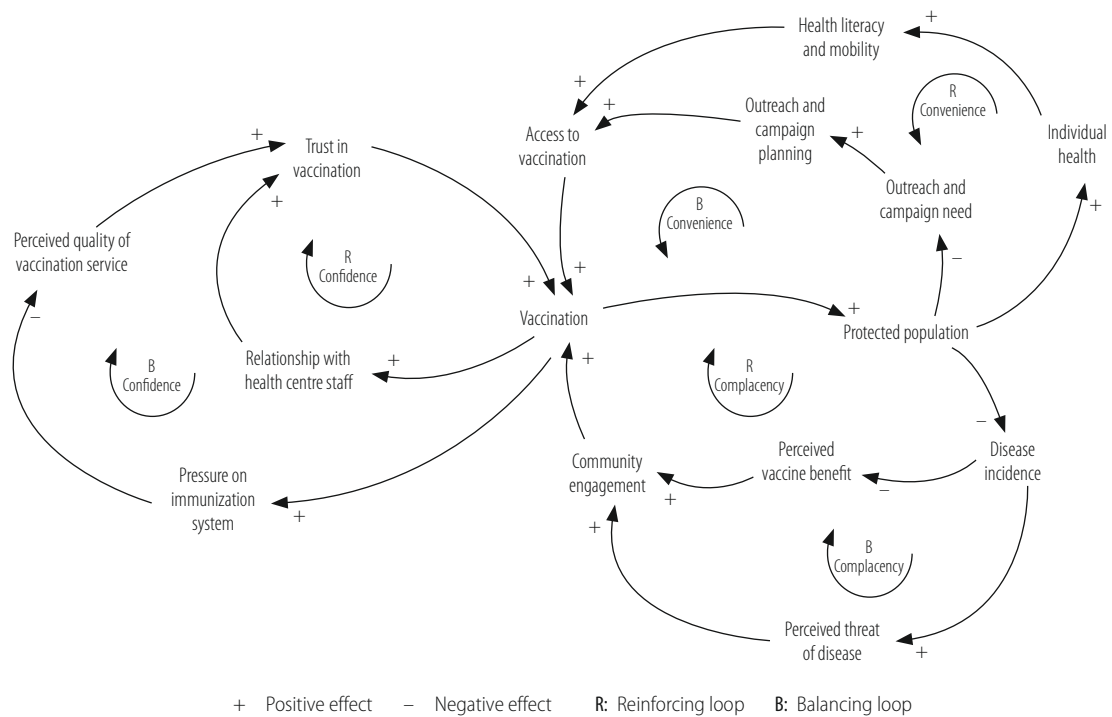 Health literacy
and mobility
+
+
R
Convenience
Outreach and
campaign
planning
+
+
Access to
vaccination
Individual
health
+
Trust in
vaccination
+
Outreach and
campaign need
+
+
B
Convenience
Perceived quality of
vaccination service
R
Confidence
–
+
+
Vaccination
–
+
Protected population
B
Confidence
Relationship with
health centre staff
+
+
R
Complacency
–
Pressure on
immunization
system
+
Community
engagement
+
Perceived
vaccine benefit
–
Disease
incidence
+
B
Complacency
Perceived threat
of disease
+
+ Positive effect – Negative effect R: Reinforcing loop B: Balancing loop